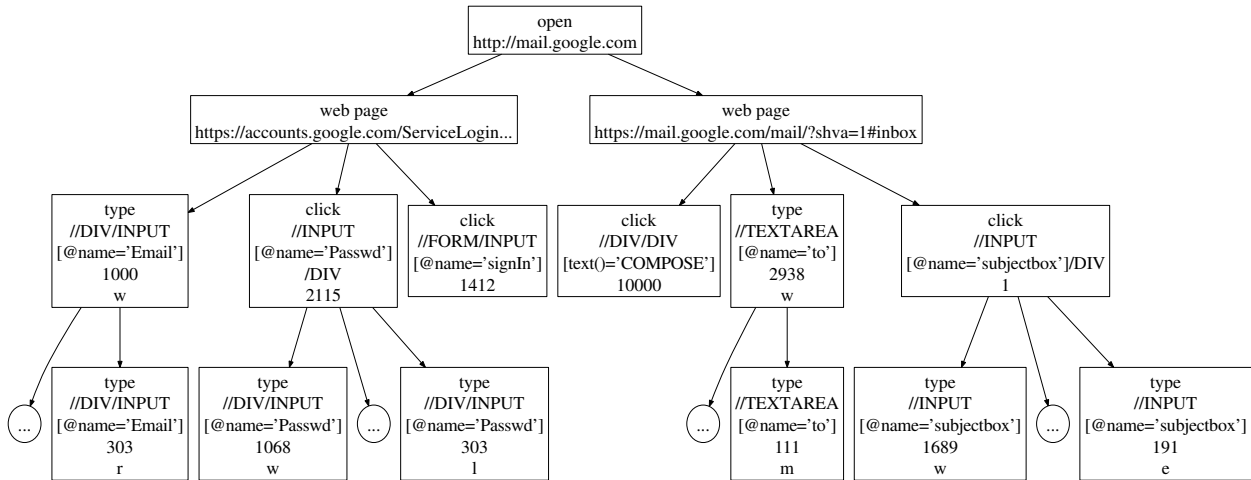 open
http://mail.google.com
web page
https://accounts.google.com/ServiceLogin...
web page
https://mail.google.com/mail/?shva=1#inbox
type
//DIV/INPUT
[@name=’Email’]
1000
w
click
//INPUT
[@name=’Passwd’]
/DIV
2115
click
//FORM/INPUT
[@name=’signIn’]
1412
click
//DIV/DIV
[text()=’COMPOSE’]
10000
type
//TEXTAREA
[@name=’to’]
2938
w
click
//INPUT
[@name=’subjectbox’]/DIV
1
...
type
//DIV/INPUT
[@name=’Email’]
303
r
type
//DIV/INPUT
[@name=’Passwd’]
1068
w
...
type
//DIV/INPUT
[@name=’Passwd’]
303
l
...
type
//TEXTAREA
[@name=’to’]
111
m
type
//INPUT
[@name=’subjectbox’]
1689
w
...
type
//INPUT
[@name=’subjectbox’]
191
e